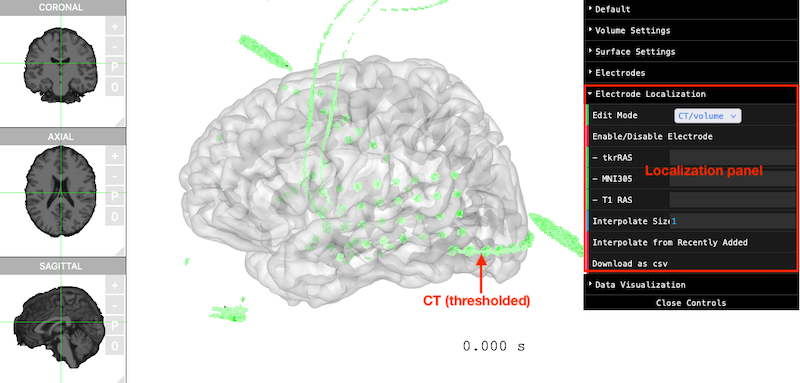 CORONAL
+
-
P
0
AXIAL
+
-
P
0
SAGITTAL
+
-
P
0
CT (thresholded)
0.000 s
Default
Volume Settings
Surface Settings
Electrodes
Electrode Localization
Edit Mode CT/volume
Enable/Disable Electrode
- tkrRAS
- MNI305
- T1 RAS
Localization panel
Interpolate Size 1
Interpolate from Recently Added
Download as csv
Data Visualization
Close Controls